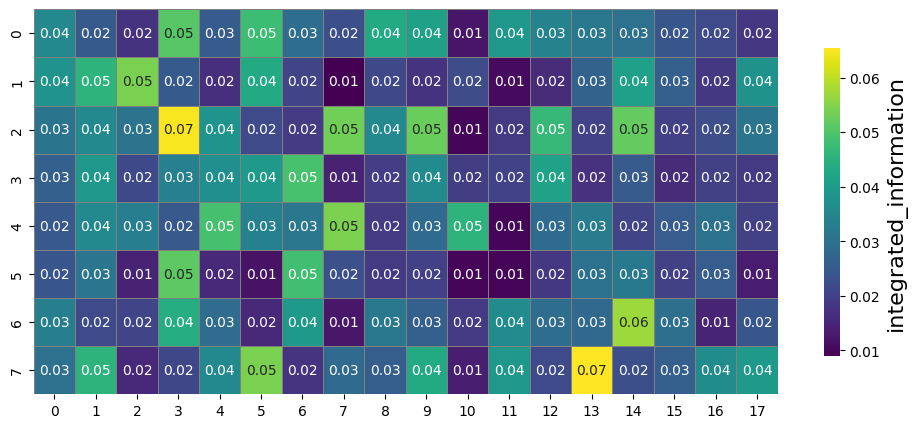 0 0.04 0.02 0.02 0.05 0.03 0.05 0.03 0.02 0.04 0.04 0.01 0.04 0.03 0.03 0.03 0.02 0.02 0.02
1 0.04 0.05 0.05 0.02 0.02 0.04 0.02 0.01 0.02 0.02 0.02 0.01 0.02 0.03 0.04 0.03 0.02 0.04
2 0.03 0.04 0.03 0.07 0.04 0.02 0.02 0.05 0.04 0.05 0.01 0.02 0.05 0.02 0.05 0.02 0.02 0.03
3 0.03 0.04 0.02 0.03 0.04 0.04 0.05 0.01 0.02 0.04 0.02 0.02 0.04 0.02 0.03 0.02 0.02 0.02
4 0.02 0.04 0.03 0.02 0.05 0.03 0.03 0.05 0.02 0.03 0.05 0.01 0.03 0.03 0.02 0.02 0.03 0.03
5 0.02 0.03 0.01 0.05 0.02 0.01 0.05 0.02 0.02 0.02 0.01 0.01 0.02 0.03 0.03 0.02 0.03 0.01
6 0.03 0.02 0.02 0.04 0.03 0.02 0.04 0.01 0.03 0.03 0.02 0.04 0.03 0.03 0.06 0.03 0.01 0.02
7 0.03 0.05 0.02 0.02 0.04 0.05 0.02 0.03 0.03 0.04 0.01 0.04 0.02 0.07 0.02 0.03 0.04 0.04
0 1 2 3 4 5 6 7 8 9 10 11 12 13 14 15 16 17
0.06
0.05
0.04
0.03
0.02
0.01
integrated_information